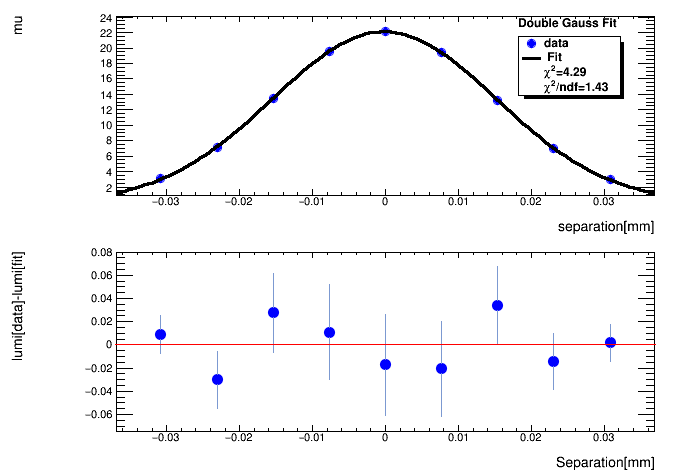 Double Gauss Fit
data
Fit
χ²=4.29
χ²/ndf=1.43
mu
24
22
20
18
16
14
12
10
8
6
4
2
−0.03 −0.02 −0.01 0 0.01 0.02 0.03
separation[mm]
lumi[data]-lumi[fit]
0.08
0.06
0.04
0.02
0
−0.02
−0.04
−0.06
−0.03 −0.02 −0.01 0 0.01 0.02 0.03
Separation[mm]